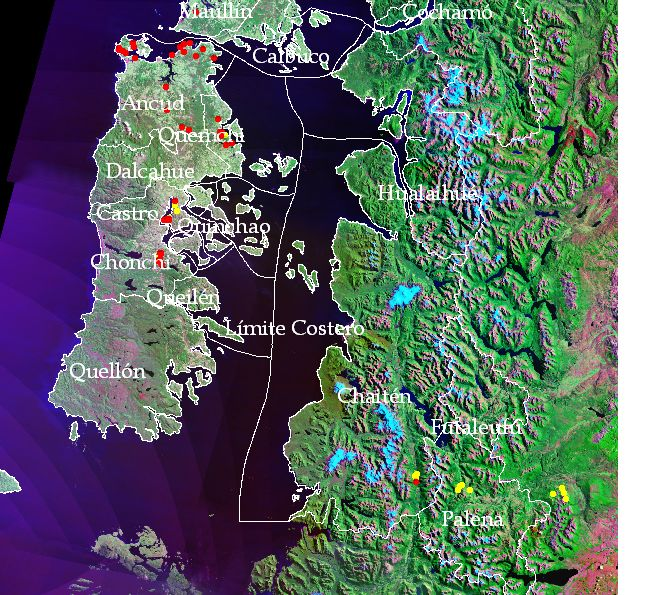 Maullín
Cochamó
Calbuco
Ancud
Quemchi
Dalcahue
Hualaihué
Castro
Quinchao
Chonchi
Queilén
Límite Costero
Quellón
Chaitén
Futaleufú
Palena